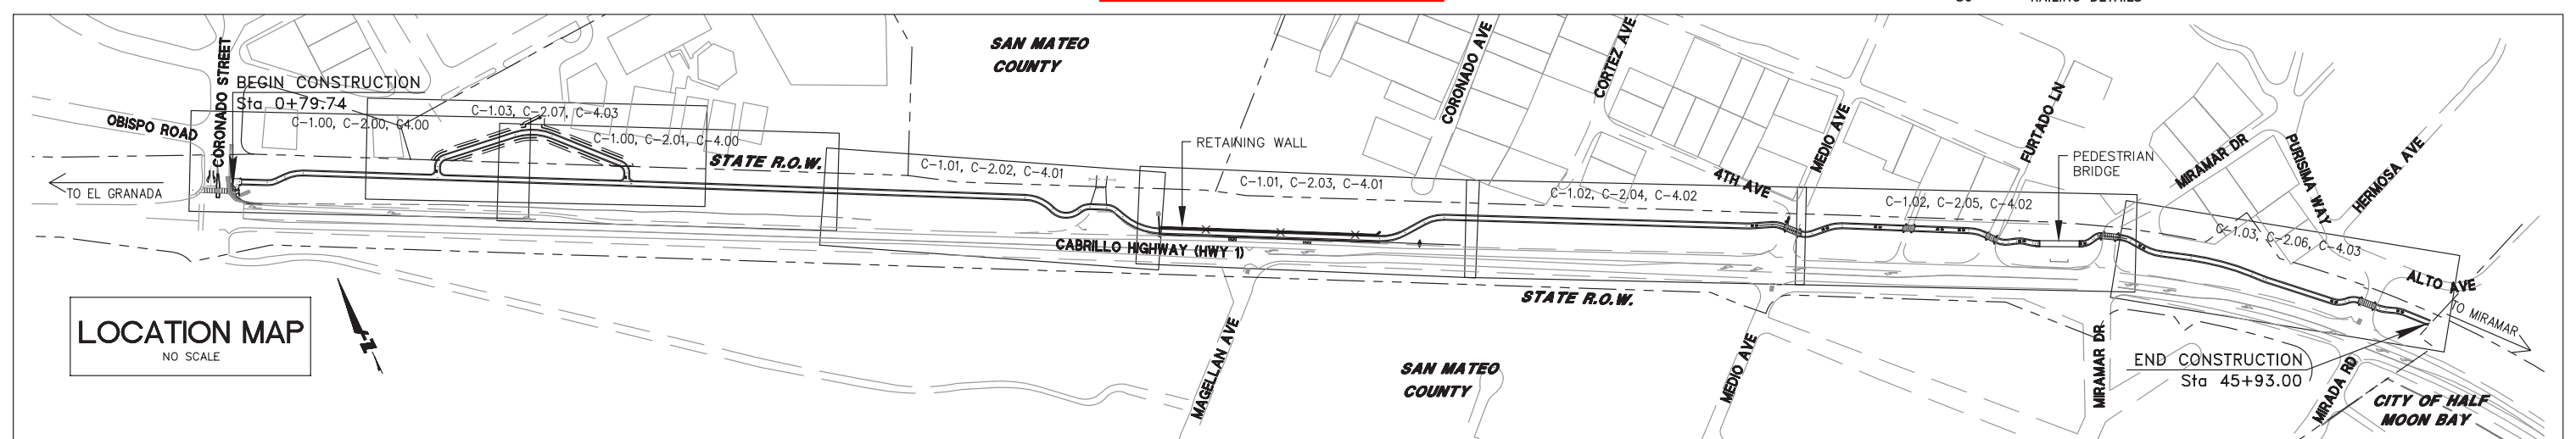 SAN MATEO
COUNTY
CORONADO STREET
BEGIN CONSTRUCTION
Sta 0+79.74
OBISPO ROAD
C-1.03, C-2.07, C-4.03
C-1.00, C-2.00, C4.00
C-1.00, C-2.01, C-4.00
STATE R.O.W.
TO EL GRANADA
C-1.01, C-2.02, C-4.01
RETAINING WALL
C-1.01, C-2.03, C-4.01
CORONADO AVE
CORTEZ AVE
C-1.02, C-2.04, C-4.02
4TH AVE
MEDIO AVE
C-1.02, C-2.05, C-4.02
FURTADO LN
PEDESTRIAN
BRIDGE
MIRAMAR DR
PURISIMA WAY
HERMOSA AVE
C-1.03, C-2.06, C-4.03
ALTO AVE
TO MIRAMAR
CABRILLO HIGHWAY (HWY 1)
STATE R.O.W.
LOCATION MAP
NO SCALE
MAGELLAN AVE
SAN MATEO
COUNTY
MEDIO AVE
MIRAMAR DR
END CONSTRUCTION
Sta 45+93.00
MIRADA RD
CITY OF HALF
MOON BAY